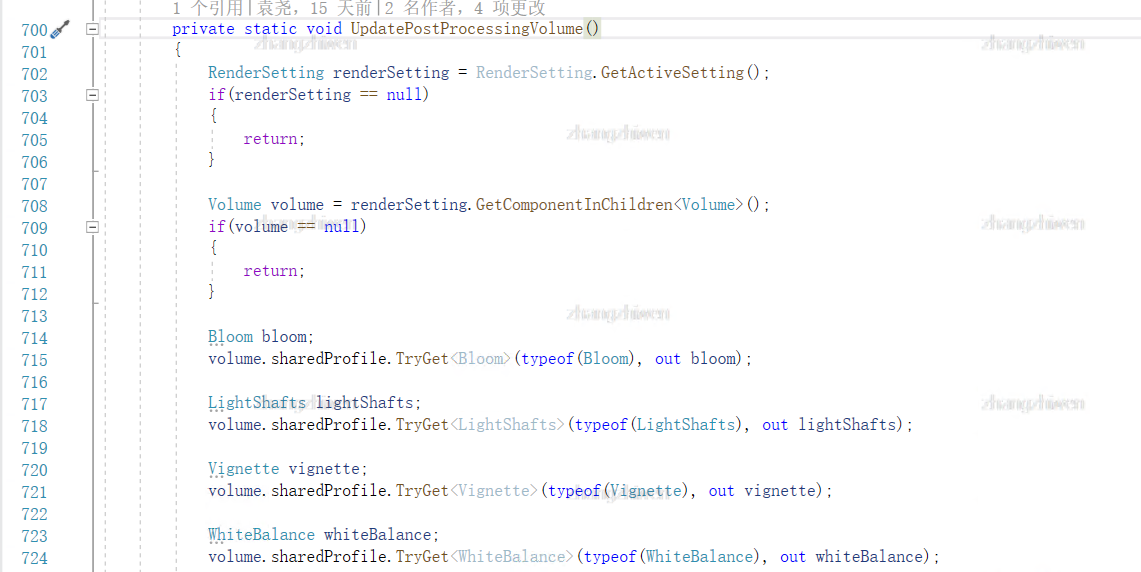 1 个引用|袁尧，15 天前|2 名作者，4 项更改
700 private static void UpdatePostProcessingVolume()
701 {
702 RenderSetting renderSetting = RenderSetting.GetActiveSetting();
703 if(renderSetting == null)
704 {
705 return;
706 }
707
708 Volume volume = renderSetting.GetComponentInChildren<Volume>();
709 if(volume == null)
710 {
711 return;
712 }
713
714 Bloom bloom;
715 volume.sharedProfile.TryGet<Bloom>(typeof(Bloom), out bloom);
716
717 LightShafts lightShafts;
718 volume.sharedProfile.TryGet<LightShafts>(typeof(LightShafts), out lightShafts);
719
720 Vignette vignette;
721 volume.sharedProfile.TryGet<Vignette>(typeof(Vignette), out vignette);
722
723 WhiteBalance whiteBalance;
724 volume.sharedProfile.TryGet<WhiteBalance>(typeof(WhiteBalance), out whiteBalance);